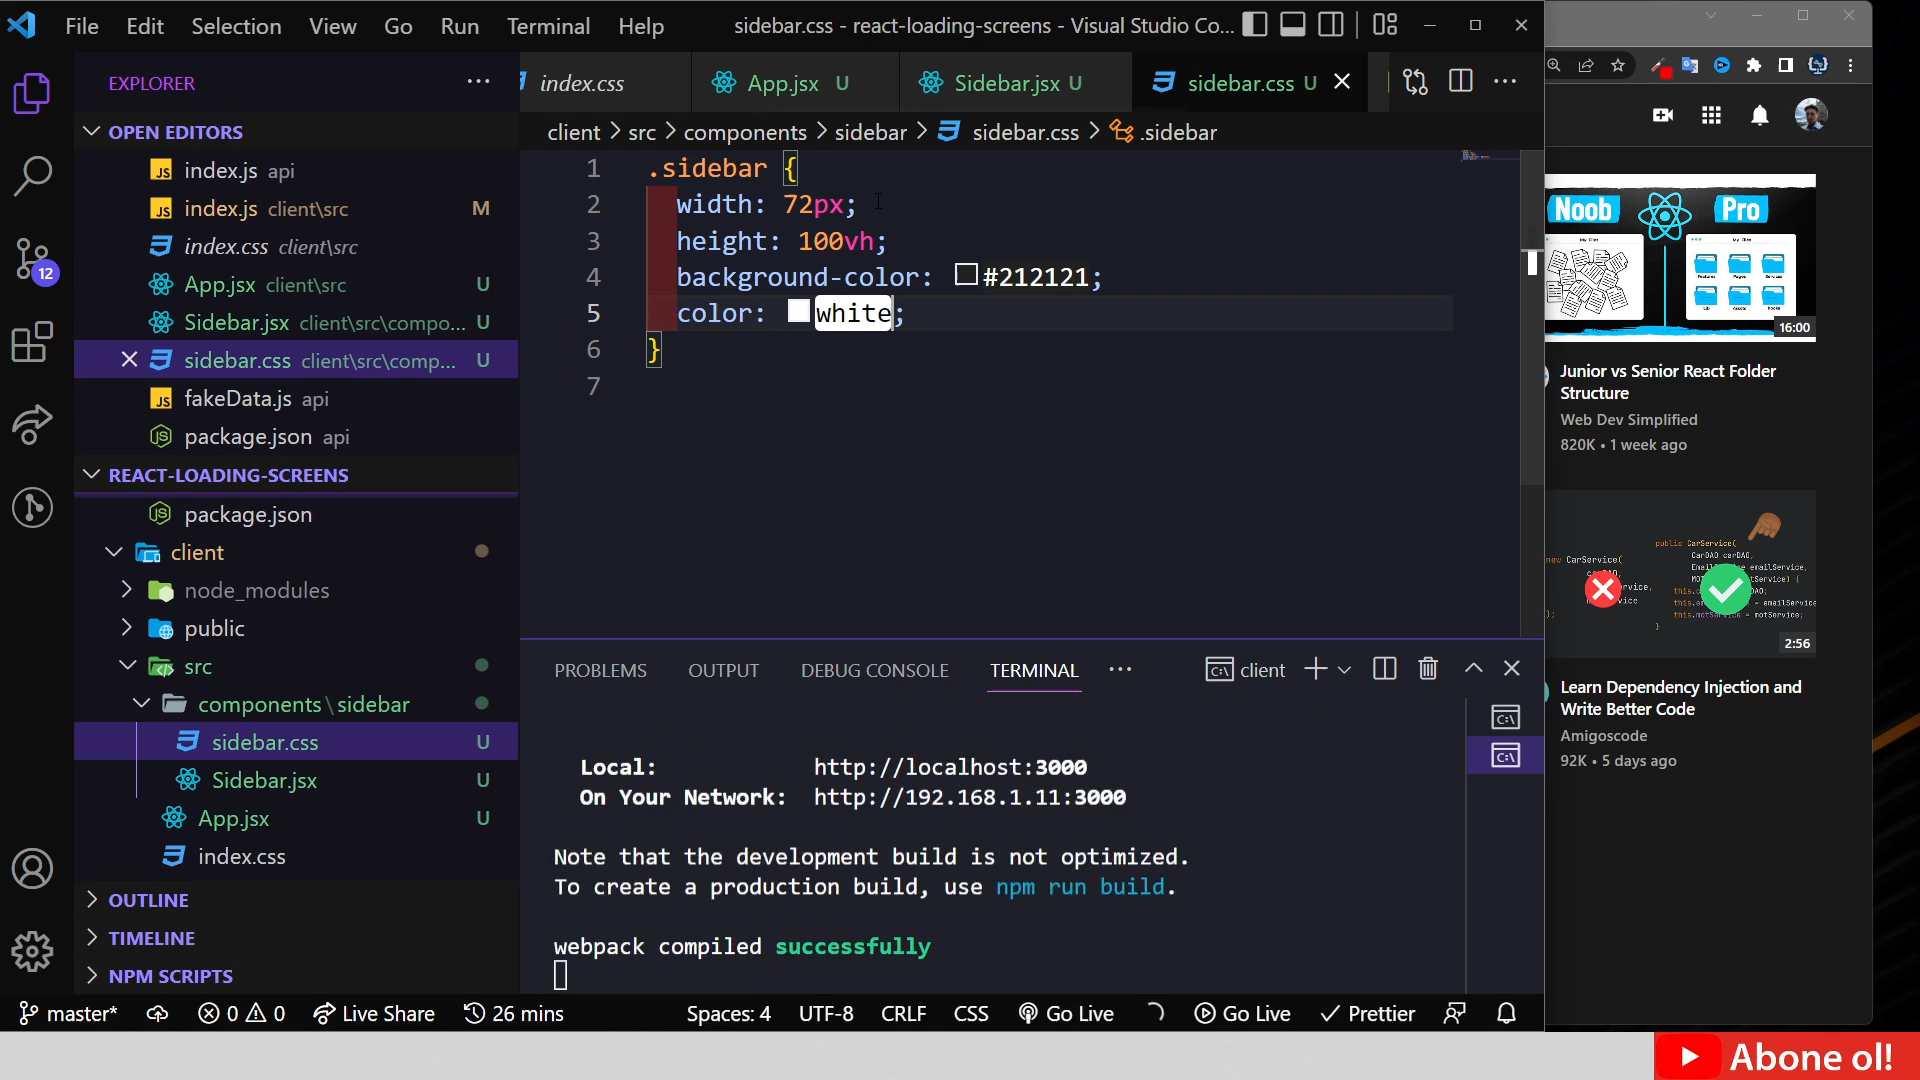 File Edit Selection View Go Run Terminal Help
sidebar.css - react-loading-screens - Visual Studio Co...
EXPLORER
OPEN EDITORS
index.js api
index.js client\src M
index.css client\src
App.jsx client\src U
Sidebar.jsx client\src\compo... U
sidebar.css client\src\comp... U
fakeData.js api
package.json api
REACT-LOADING-SCREENS
package.json
client
node_modules
public
src
components\sidebar
sidebar.css U
Sidebar.jsx U
App.jsx U
index.css
OUTLINE
TIMELINE
NPM SCRIPTS
12
index.css
App.jsx U
Sidebar.jsx U
sidebar.css U
client > src > components > sidebar > sidebar.css > .sidebar
1 .sidebar {
2 width: 72px;
3 height: 100vh;
4 background-color: #212121;
5 color: white;
6 }
7
PROBLEMS OUTPUT DEBUG CONSOLE TERMINAL
client
Local: http://localhost:3000
On Your Network: http://192.168.1.11:3000
Note that the development build is not optimized.
To create a production build, use npm run build.
webpack compiled successfully
master* 0 0 Live Share 26 mins Spaces: 4 UTF-8 CRLF CSS Go Live Go Live Prettier
Noob Pro
16:00
Junior vs Senior React Folder
Structure
Web Dev Simplified
820K • 1 week ago
public CarService(
CarDAO carDAO,
new CarService(
2:56
Learn Dependency Injection and
Write Better Code
Amigoscode
92K • 5 days ago
Abone ol!